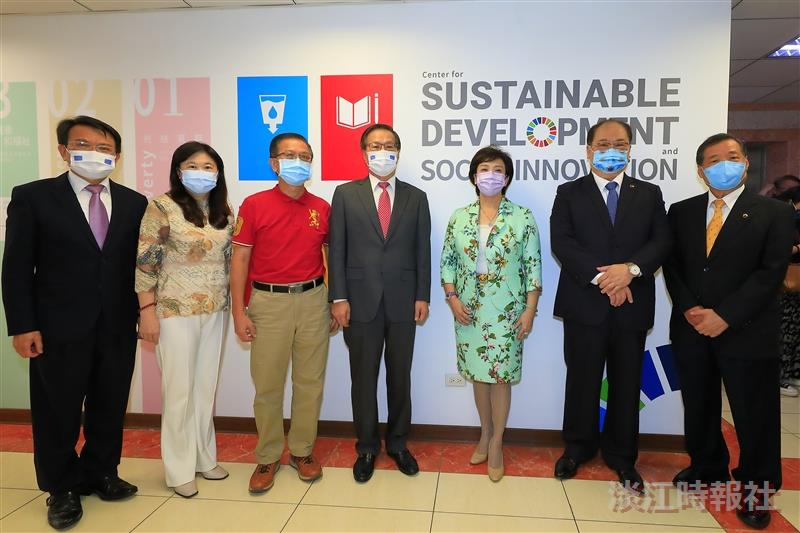 Center for
SUSTAINABLE
DEVELOPMENT
and
SOCIAL INNOVATION
02
01
淡江時報社